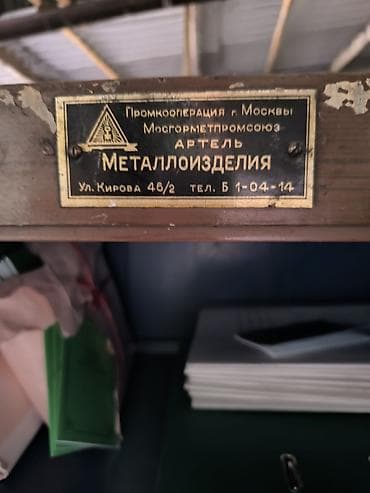 Промкооперация г. Москвы
Мосгорметпромсоюз
АРТЕЛЬ
МЕТАЛЛОИЗДЕЛИЯ
Ул. Кирова 46/2 тел. Б 1-04-14